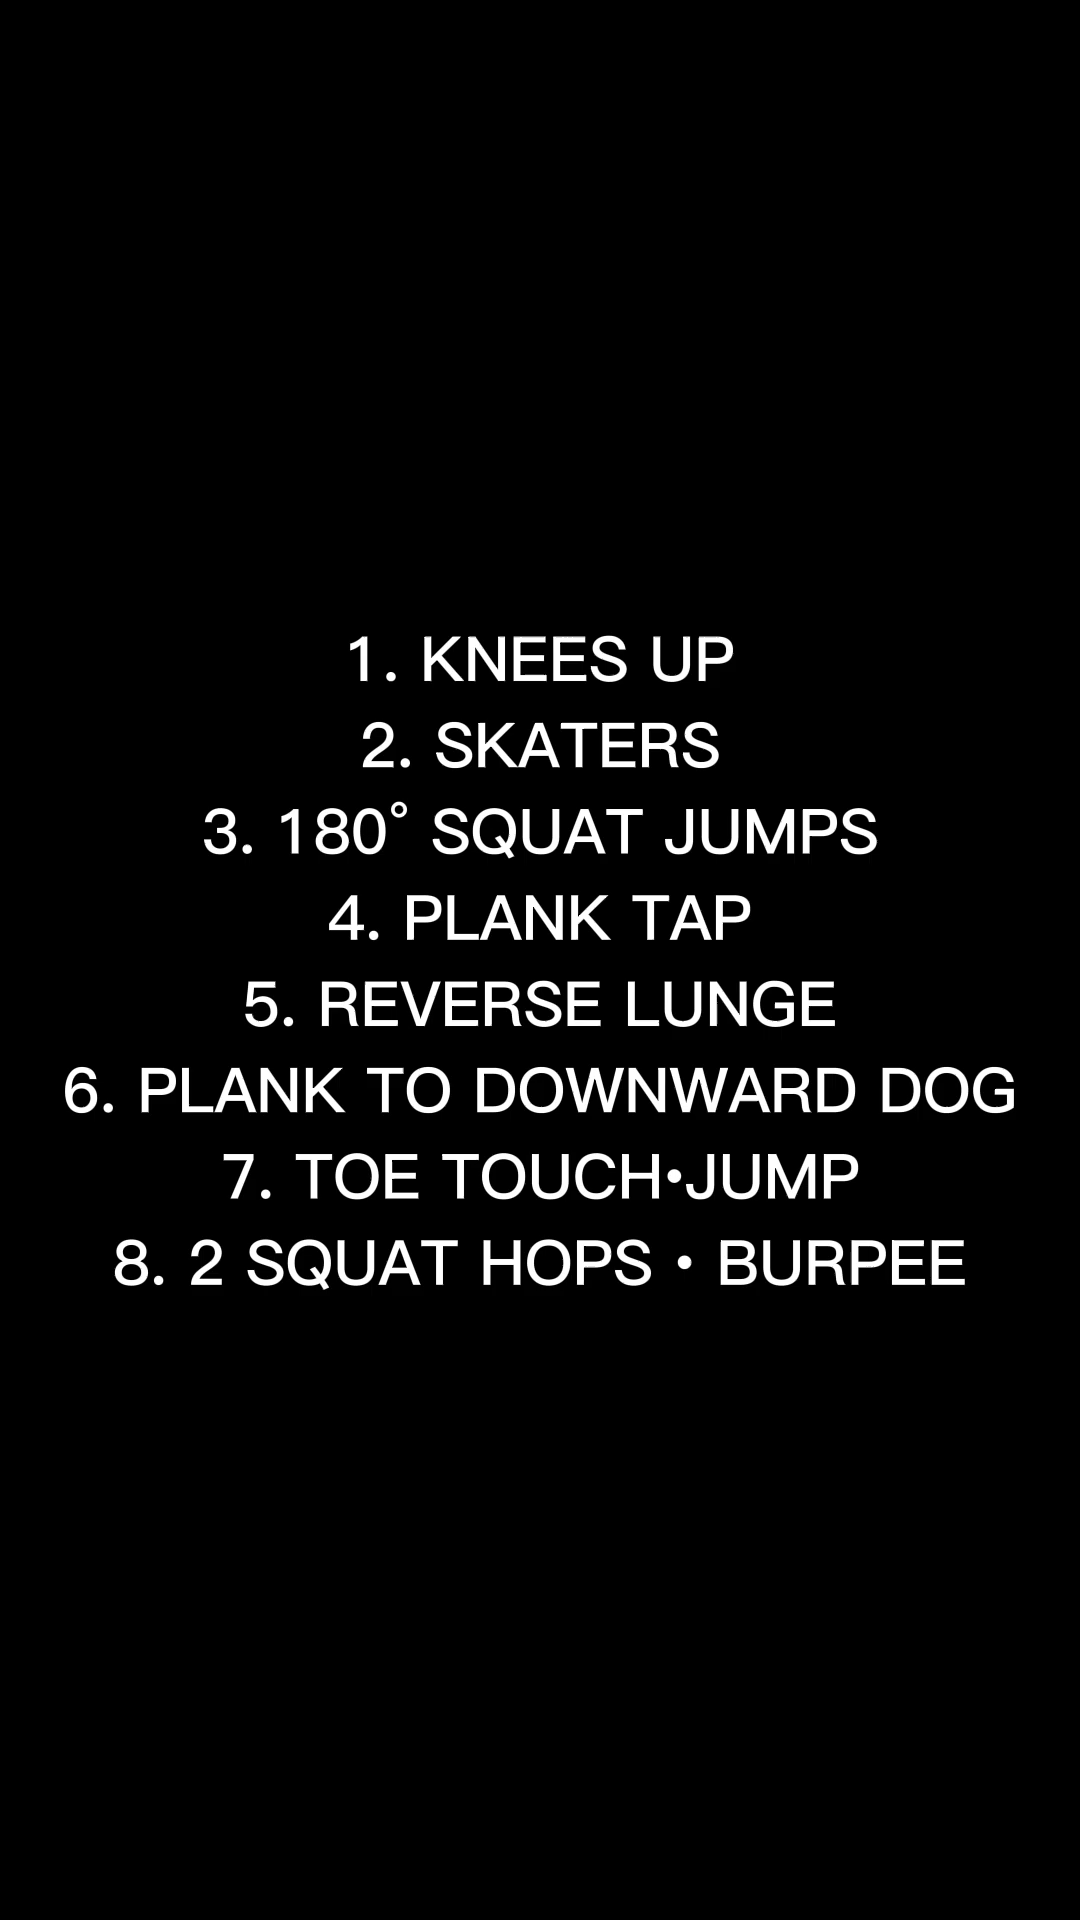 1. KNEES UP
2. SKATERS
3. 180° SQUAT JUMPS
4. PLANK TAP
5. REVERSE LUNGE
6. PLANK TO DOWNWARD DOG
7. TOE TOUCH•JUMP
8. 2 SQUAT HOPS • BURPEE